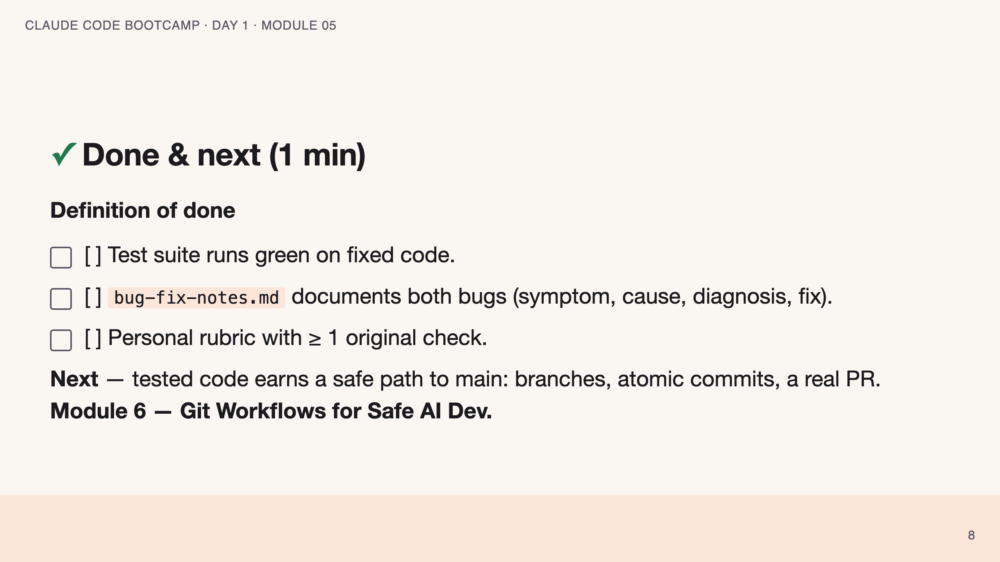 CLAUDE CODE BOOTCAMP · DAY 1 · MODULE 05
✓ Done & next (1 min)
Definition of done
[ ] Test suite runs green on fixed code.
[ ] bug-fix-notes.md documents both bugs (symptom, cause, diagnosis, fix).
[ ] Personal rubric with ≥ 1 original check.
Next — tested code earns a safe path to main: branches, atomic commits, a real PR.
Module 6 — Git Workflows for Safe AI Dev.
8